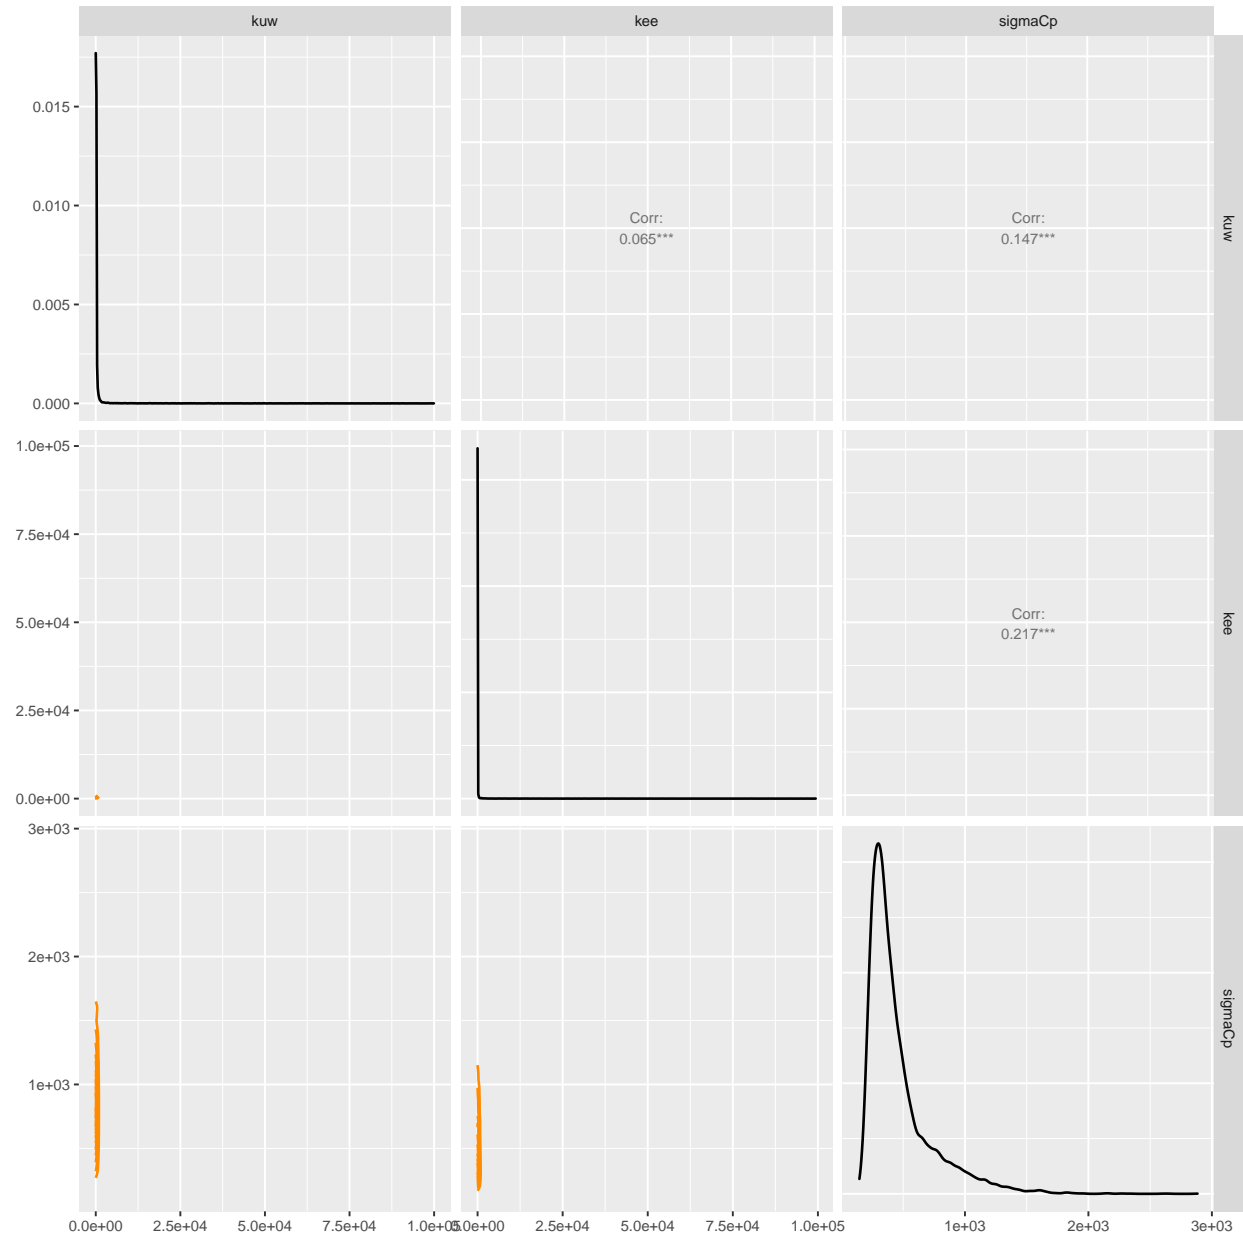 kuw kee sigmaCp
0.015
0.010
0.005
0.000
Corr:
0.065***
Corr:
0.147***
kuw
1.0e+05
7.5e+04
5.0e+04
2.5e+04
0.0e+00
Corr:
0.217***
kee
3e+03
2e+03
1e+03
sigmaCp
0.0e+00 2.5e+04 5.0e+04 7.5e+04 1.0e+05 0.0e+00 2.5e+04 5.0e+04 7.5e+04 1.0e+05 1e+03 2e+03 3e+03